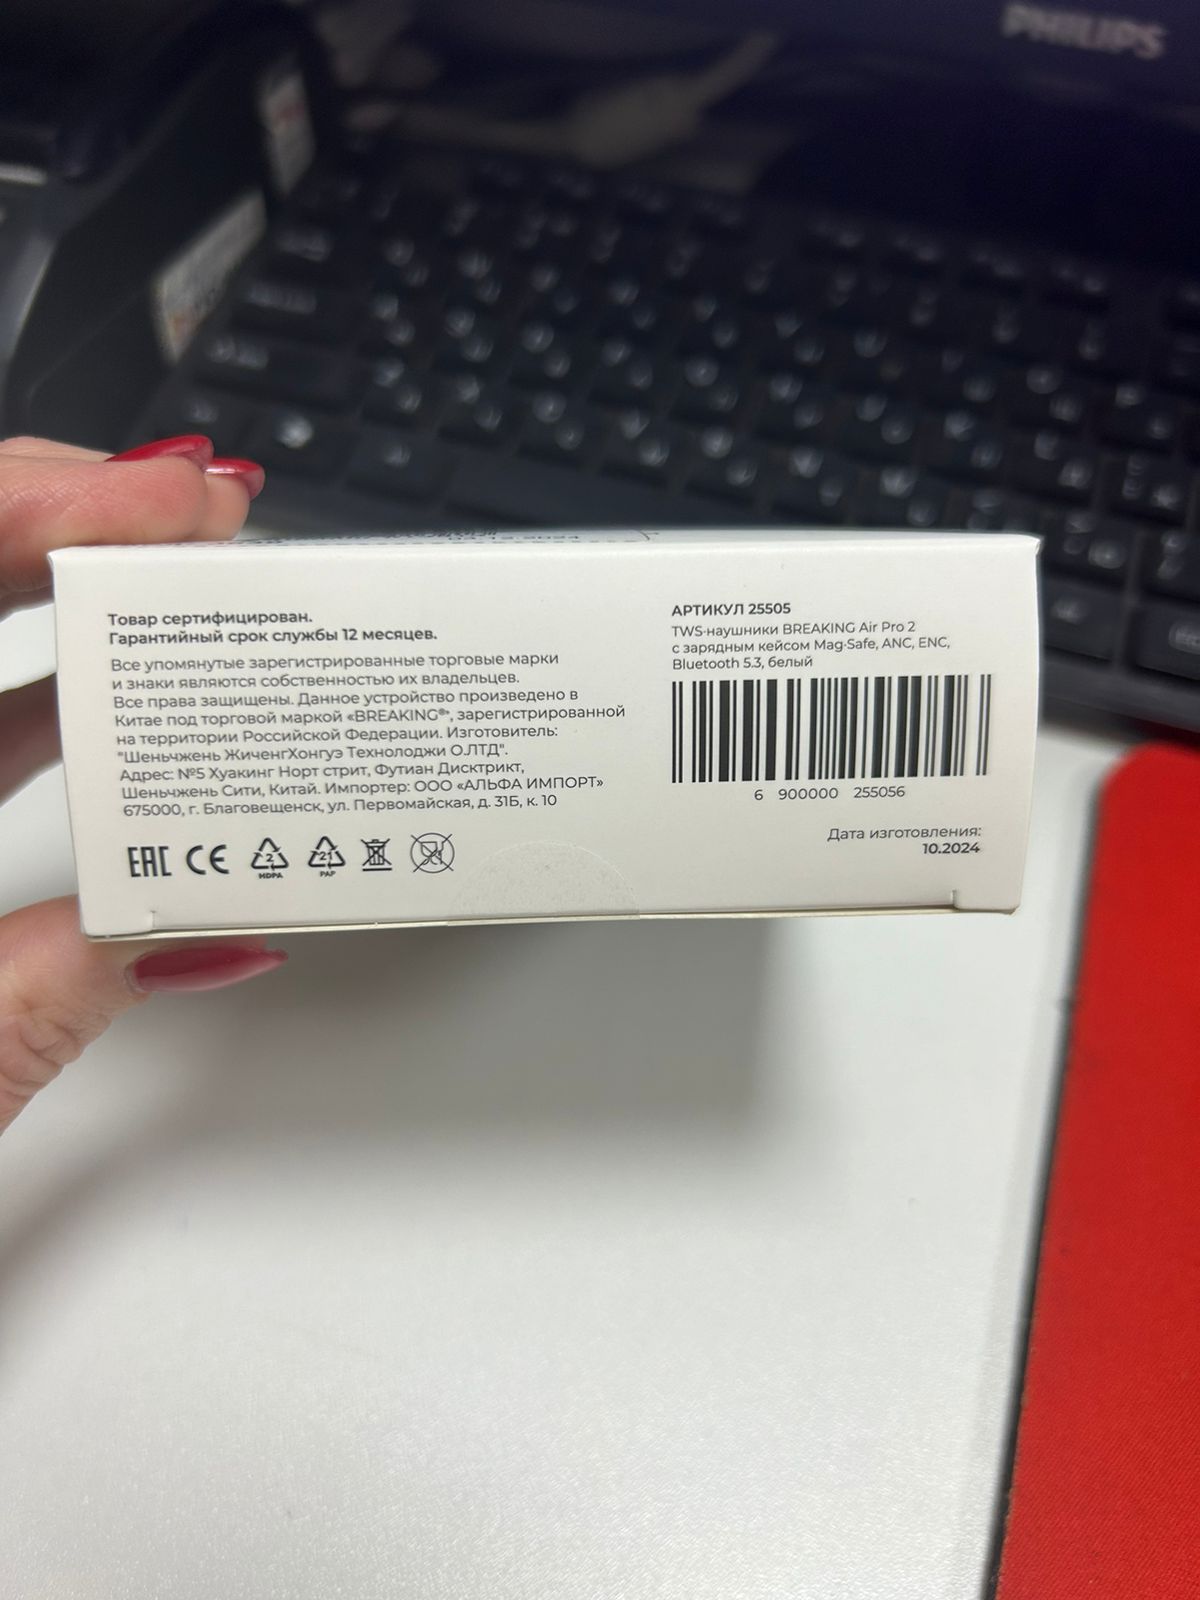 PHILIPS
Товар сертифицирован.
Гарантийный срок службы 12 месяцев.
Все упомянутые зарегистрированные торговые марки
и знаки являются собственностью их владельцев.
Все права защищены. Данное устройство произведено в
Китае под торговой маркой «BREAKING®», зарегистрированной
на территории Российской Федерации. Изготовитель:
"Шеньчжень ЖиченгХонгуэ Технолоджи О.ЛТД".
Адрес: №5 Хуакинг Норт стрит, Футиан Дисктрикт,
Шеньчжень Сити, Китай. Импортер: ООО «АЛЬФА ИМПОРТ»
675000, г. Благовещенск, ул. Первомайская, д. 31Б, к. 10
EAC CE
2
HDPA
21
PAP
АРТИКУЛ 25505
TWS-наушники BREAKING Air Pro 2
с зарядным кейсом Mag-Safe, ANC, ENC,
Bluetooth 5.3, белый
6 900000 255056
Дата изготовления:
10.2024